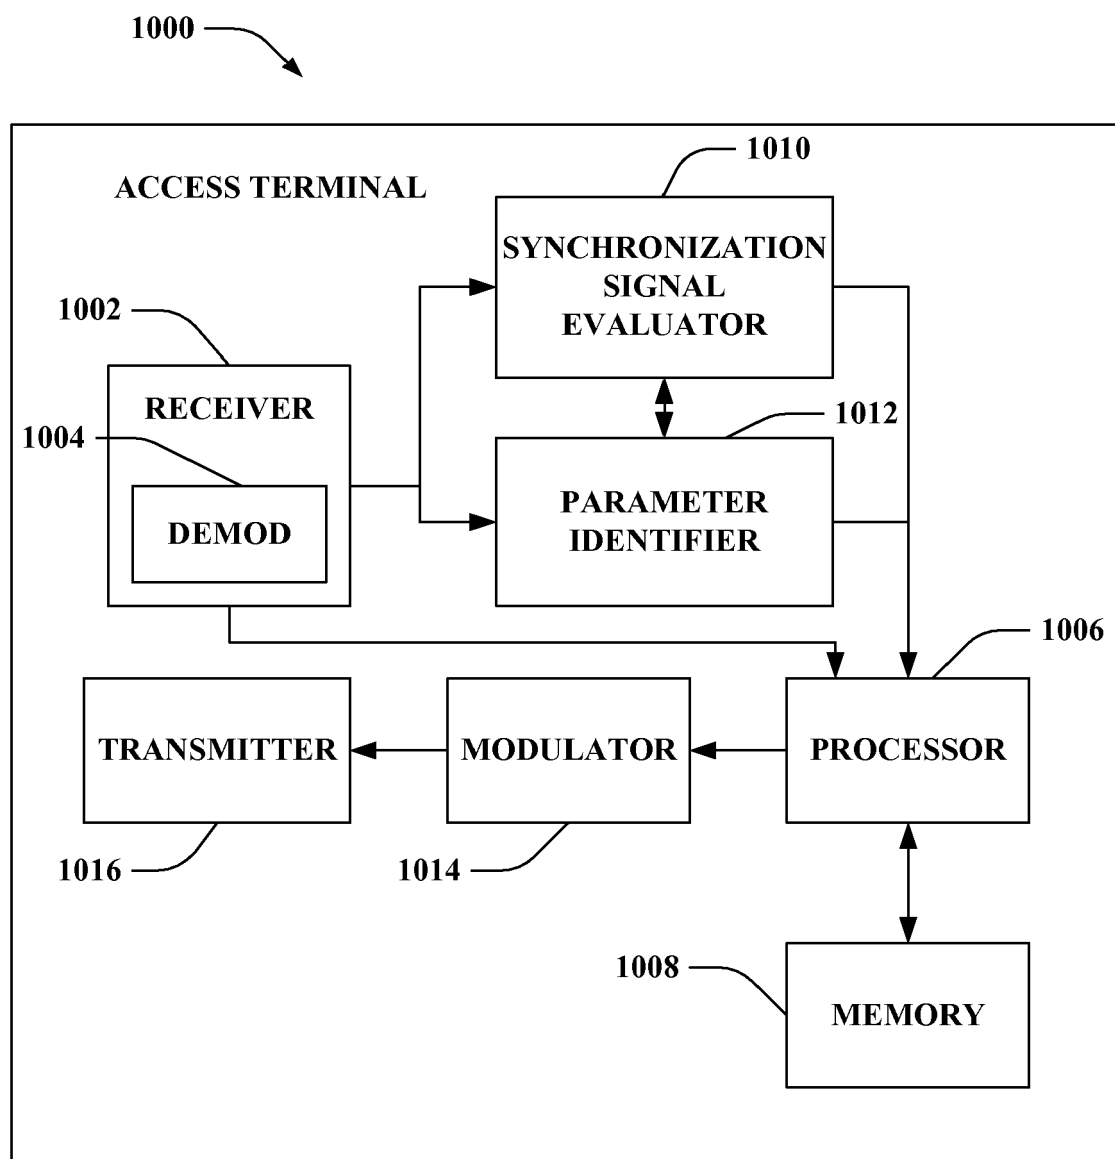 1000
1010
ACCESS TERMINAL
SYNCHRONIZATION
SIGNAL
EVALUATOR
1002
RECEIVER
1004
1012
DEMOD
PARAMETER
IDENTIFIER
1006
TRANSMITTER
MODULATOR
PROCESSOR
1016
1014
1008
MEMORY